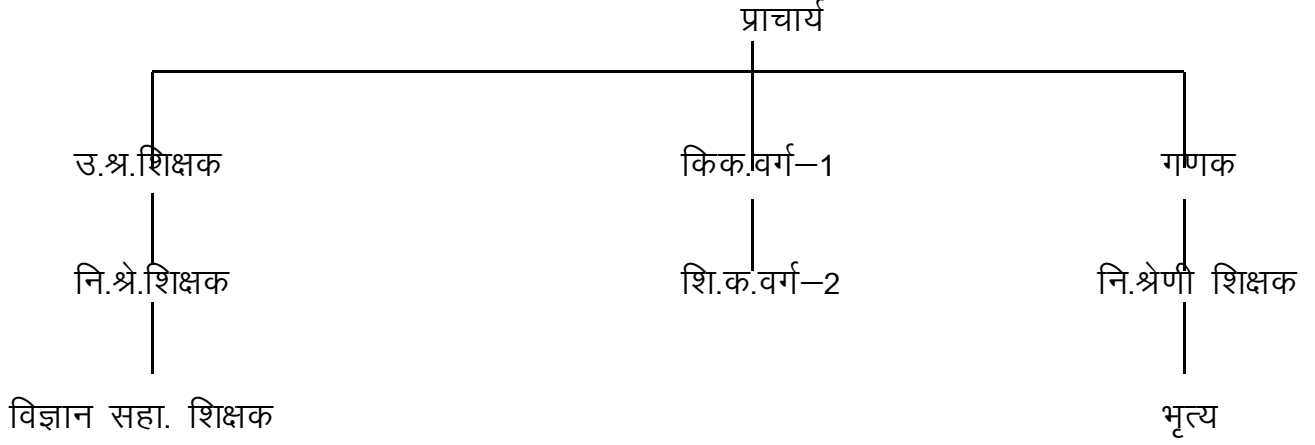 प्राचार्य
उ.श्र.शिक्षक किक.वर्ग–1 गणक
नि.श्रे.शिक्षक शि.क.वर्ग–2 नि.श्रेणी शिक्षक
विज्ञान सहा. शिक्षक भृत्य